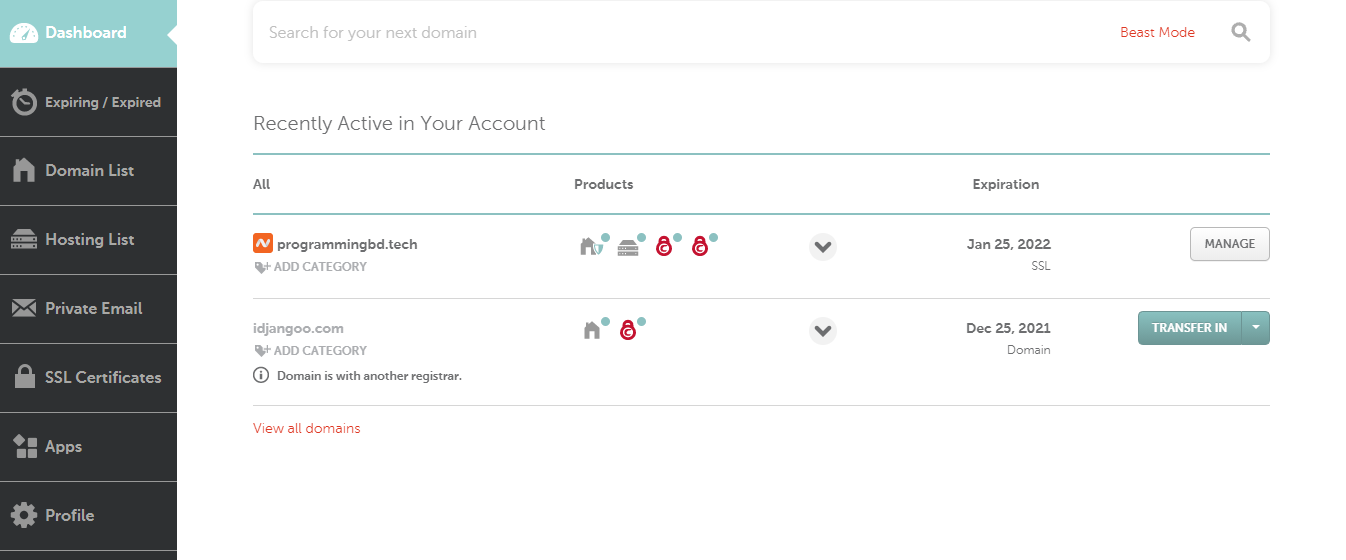 Dashboard
Expiring / Expired
Domain List
Hosting List
Private Email
SSL Certificates
Apps
Profile
Search for your next domain Beast Mode
Recently Active in Your Account
All Products Expiration
programmingbd.tech Jan 25, 2022 MANAGE
ADD CATEGORY SSL
idjangoo.com Dec 25, 2021 TRANSFER IN
ADD CATEGORY Domain
Domain is with another registrar.
View all domains